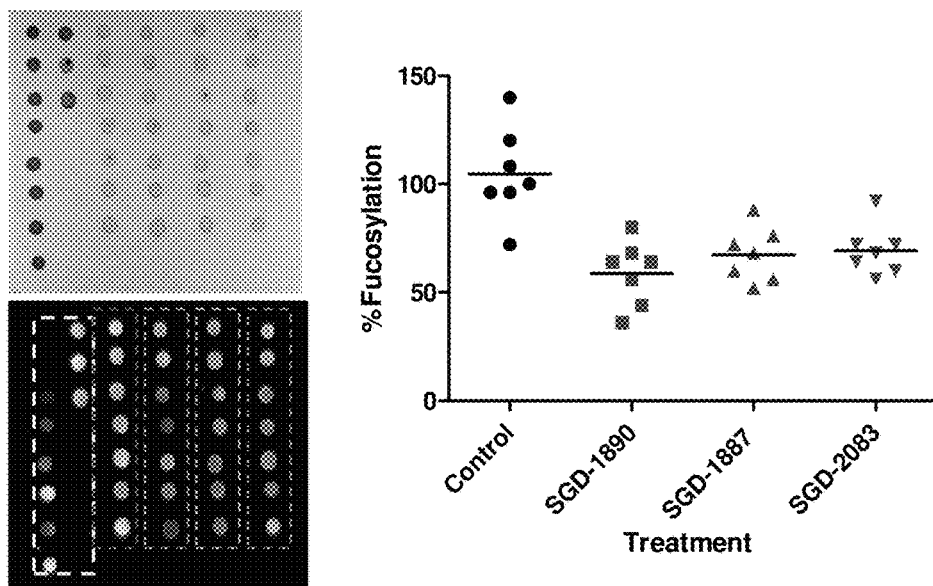 150
100
50
0
%Fucosylation
Control
SGD-1890
SGD-1887
SGD-2083
Treatment